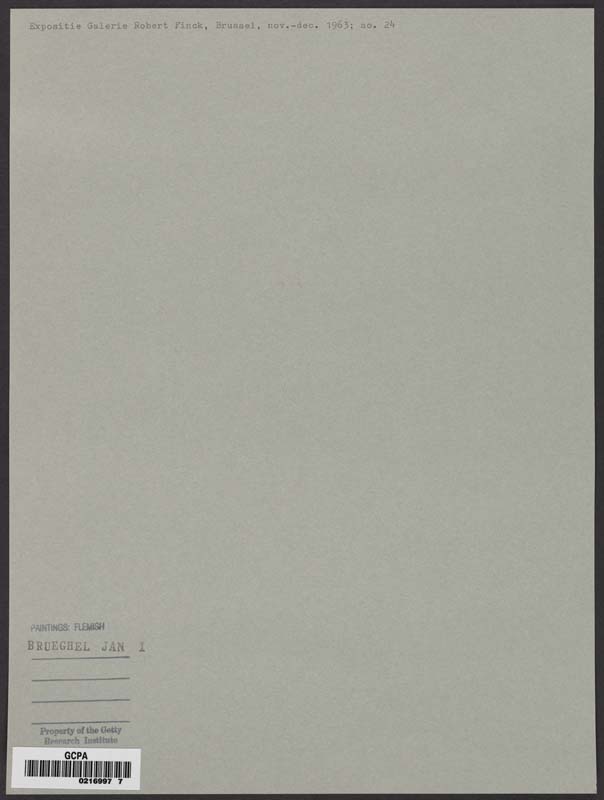 Expositie Galerie Robert Finck, Brussel, nov.-dec. 1963; no. 24
PAINTINGS: FLEMISH
BRUEGHEL JAN I
Property of the Getty
Research Institute
GCPA
0216997 7